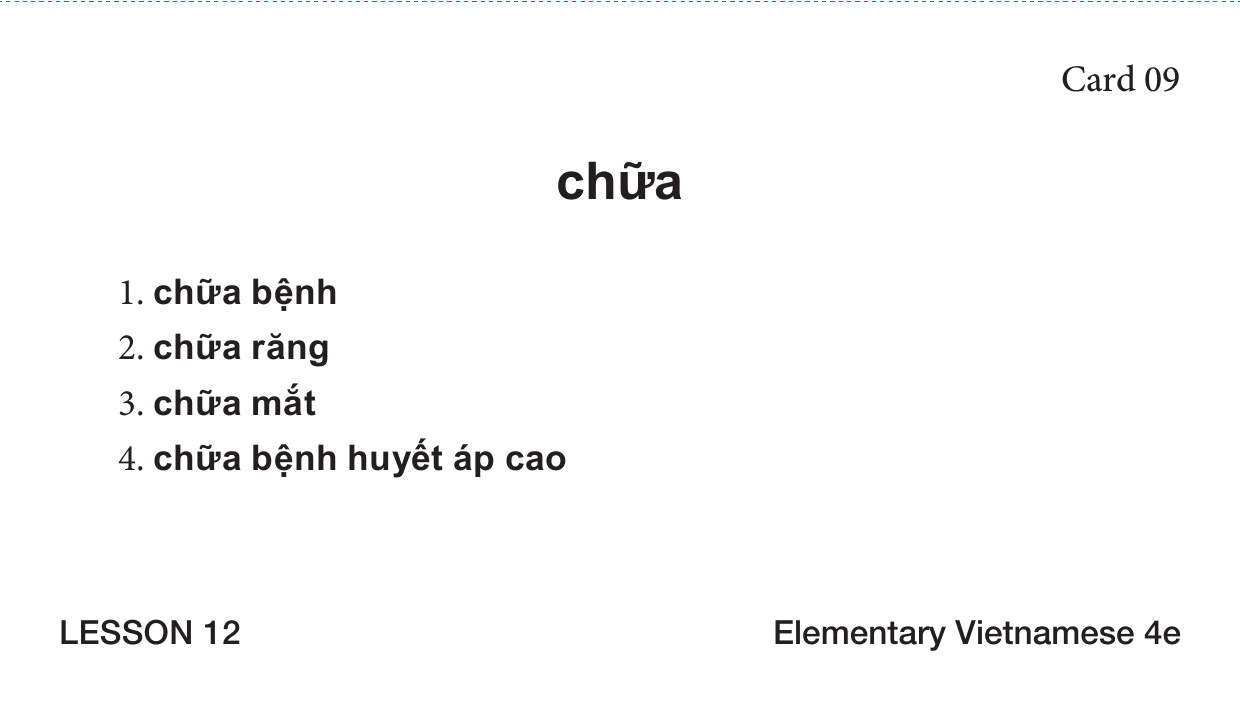 Card 09
chữa
1. chữa bệnh
2. chữa răng
3. chữa mắt
4. chữa bệnh huyết áp cao
LESSON 12
Elementary Vietnamese 4e